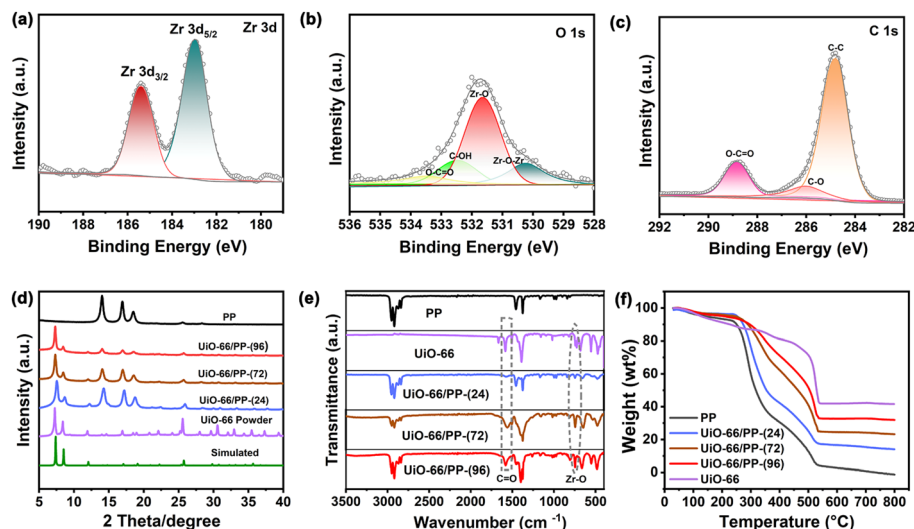 (a)
Zr 3d5/2
Zr 3d
Zr 3d3/2
Intensity (a.u.)
190 188 186 184 182 180
Binding Energy (eV)
(b)
O 1s
Zr-O
C-OH
O-C=O
Zr-O-Zr
Intensity (a.u.)
536 535 534 533 532 531 530 529 528
Binding Energy (eV)
(c)
C 1s
C-C
O-C=O
C-O
Intensity (a.u.)
292 290 288 286 284 282
Binding Energy (eV)
(d)
PP
UiO-66/PP-(96)
UiO-66/PP-(72)
UiO-66/PP-(24)
UiO-66 Powder
Simulated
Intensity (a.u.)
5 10 15 20 25 30 35 40
2 Theta/degree
(e)
PP
UiO-66
UiO-66/PP-(24)
UiO-66/PP-(72)
UiO-66/PP-(96)
C=O
Zr-O
Transmittance (a.u.)
3500 3000 2500 2000 1500 1000 500
Wavenumber (cm -1)
(f)
100
80
60
40
20
0
Weight (wt%)
PP
UiO-66/PP-(24)
UiO-66/PP-(72)
UiO-66/PP-(96)
UiO-66
0 100 200 300 400 500 600 700 800
Temperature (°C)